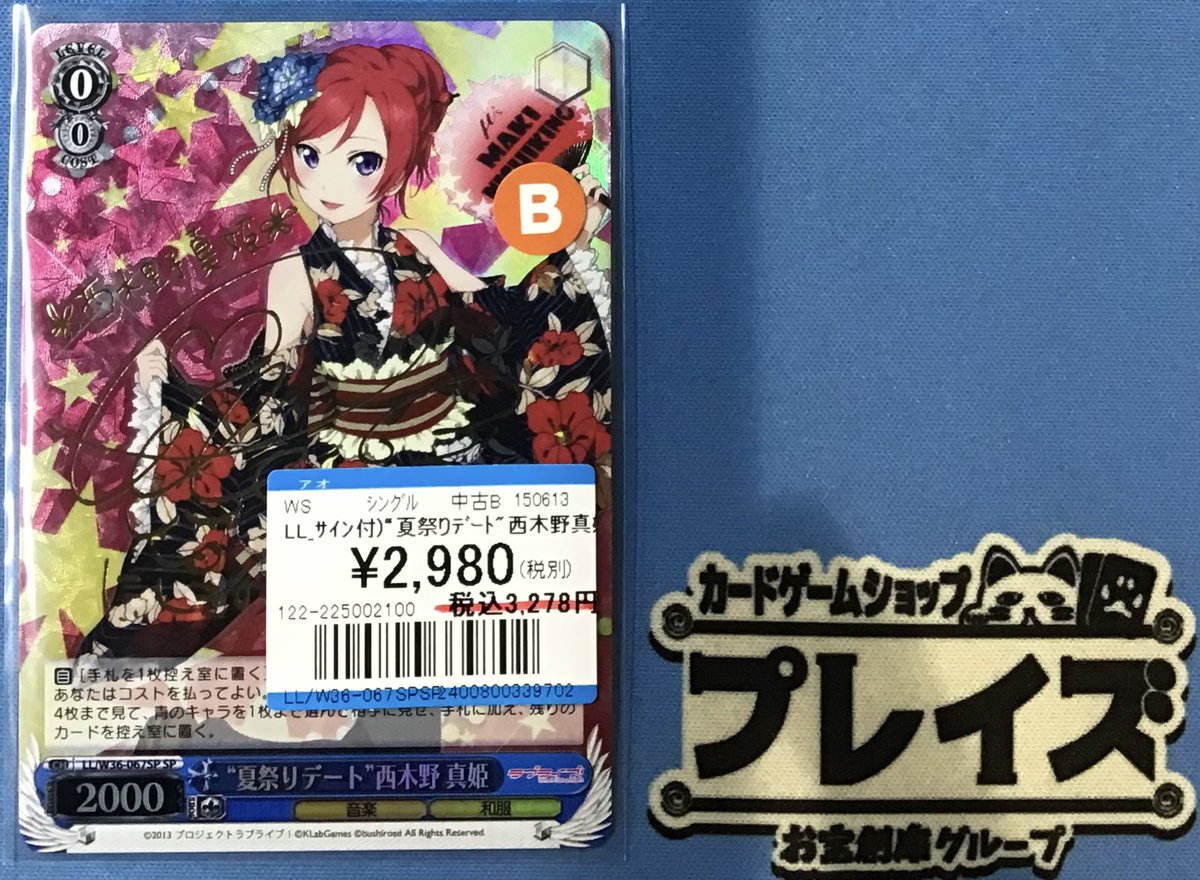 LEVEL
0
0
COST
μ's
MAKI
B
西木野真姫
アオ
WS シングル 中古B 150613
LL_サイン付)“夏祭りデート”西木野真姫
¥2,980(税別)
税込3,278円
122-225002100
LL/W36-067SPSP2400800339702
自[手札を1枚控え室に置く]
あなたはコストを払ってよい。
4枚まで見て、青のキャラを1枚まで選んで相手に見せ、手札に加え、残りの
カードを控え室に置く。
CH LL/W36-067SP SP
2000
“夏祭りデート”西木野 真姫
ラブライブ!
音楽 和服
©2013 プロジェクトラブライブ!©KLabGames ©bushiroad All Rights Reserved.
カードゲームショップ
プレイズ
お宝創庫グループ